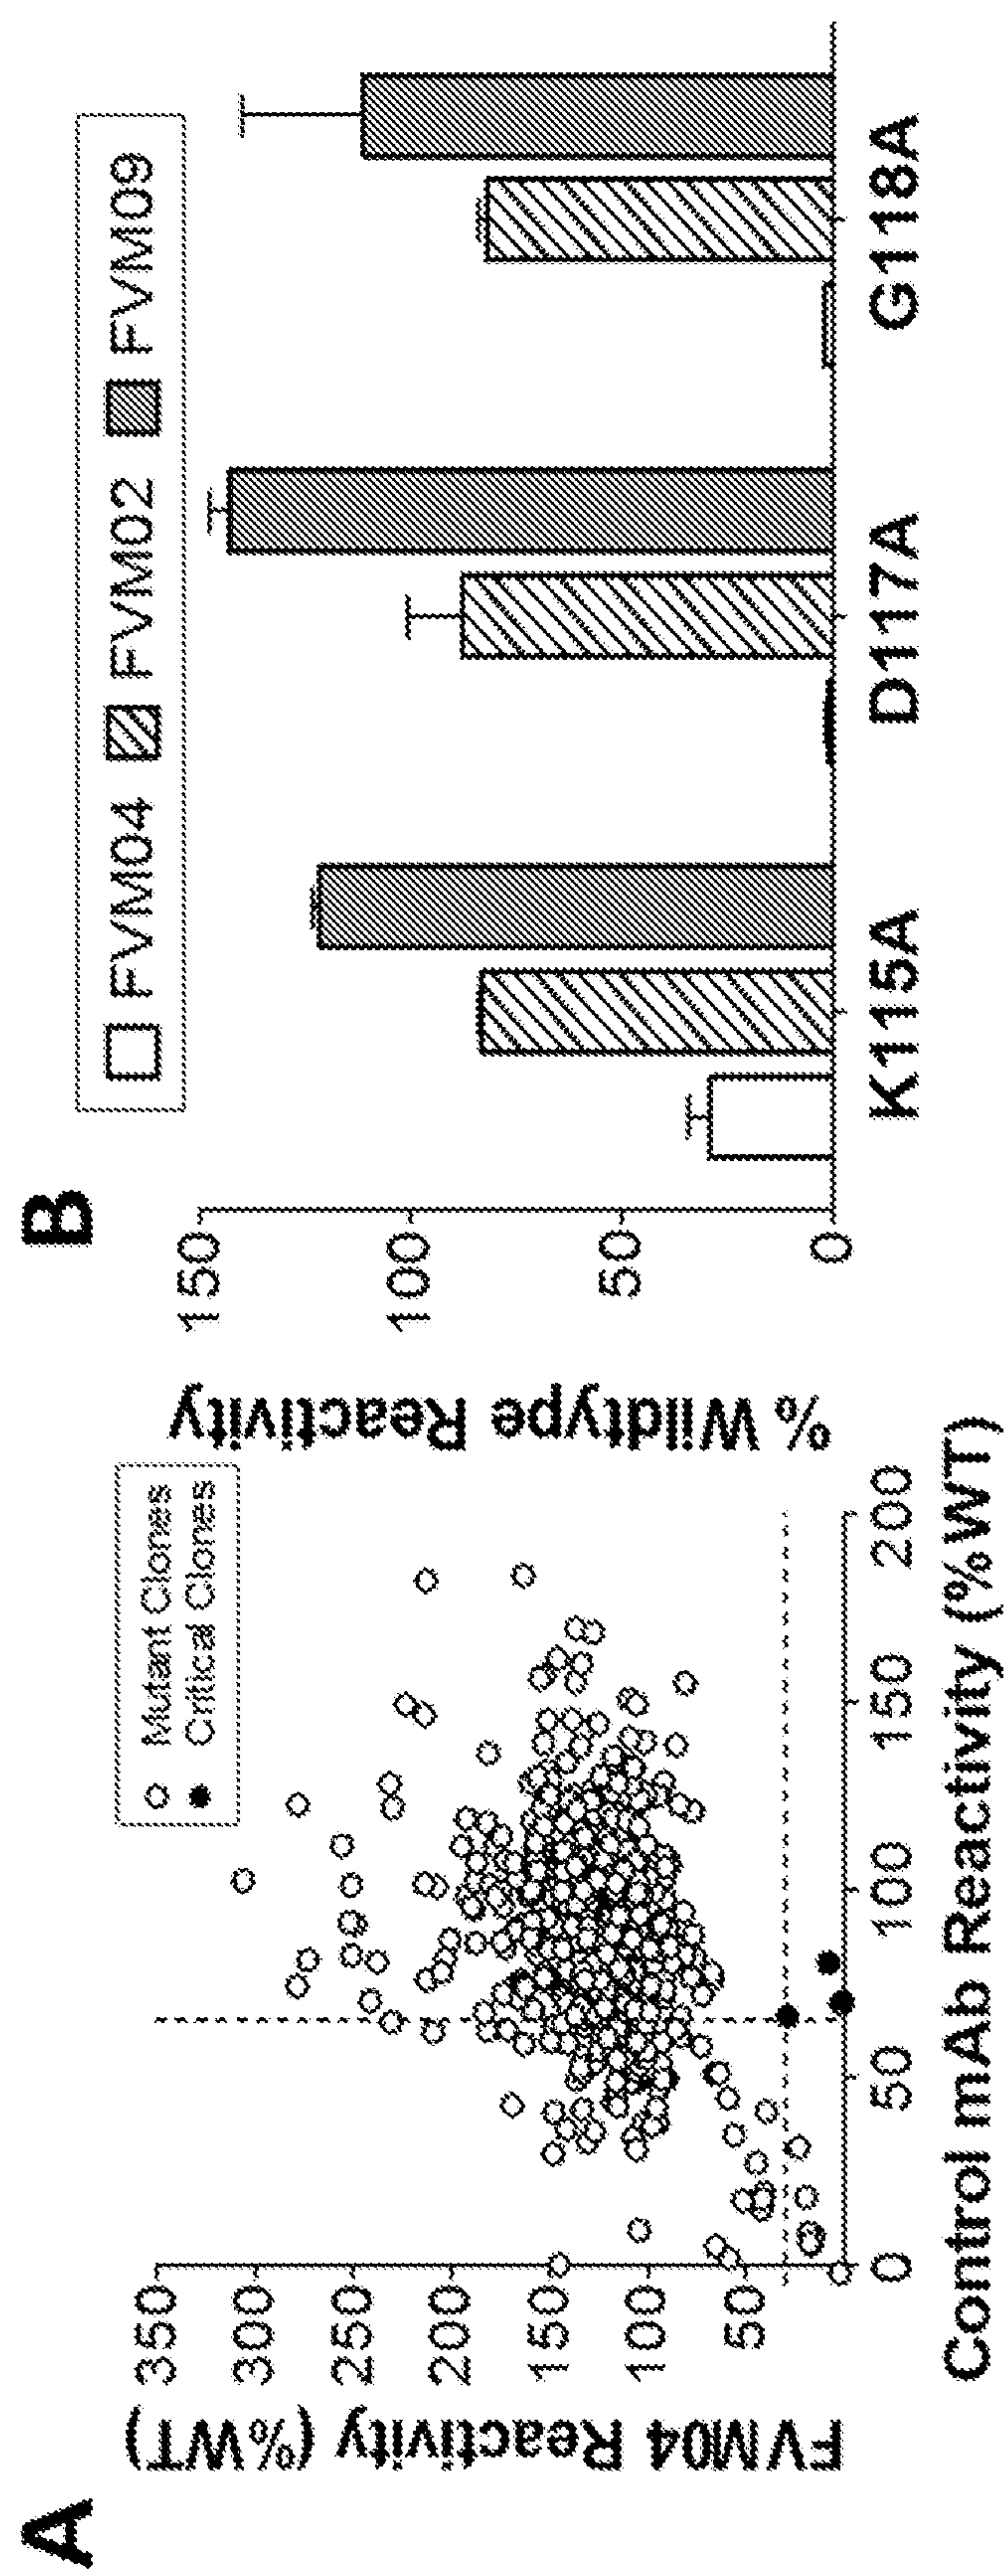 A
FVM04 Reactivity (%WT)
350
300
250
200
150
100
50
0
50
100
150
200
Control mAb Reactivity (%WT)
Mutant Clones
Critical Clones
B
% Wildtype Reactivity
150
100
50
0
FVM04 FVM02 FVM09
K115A D117A G118A